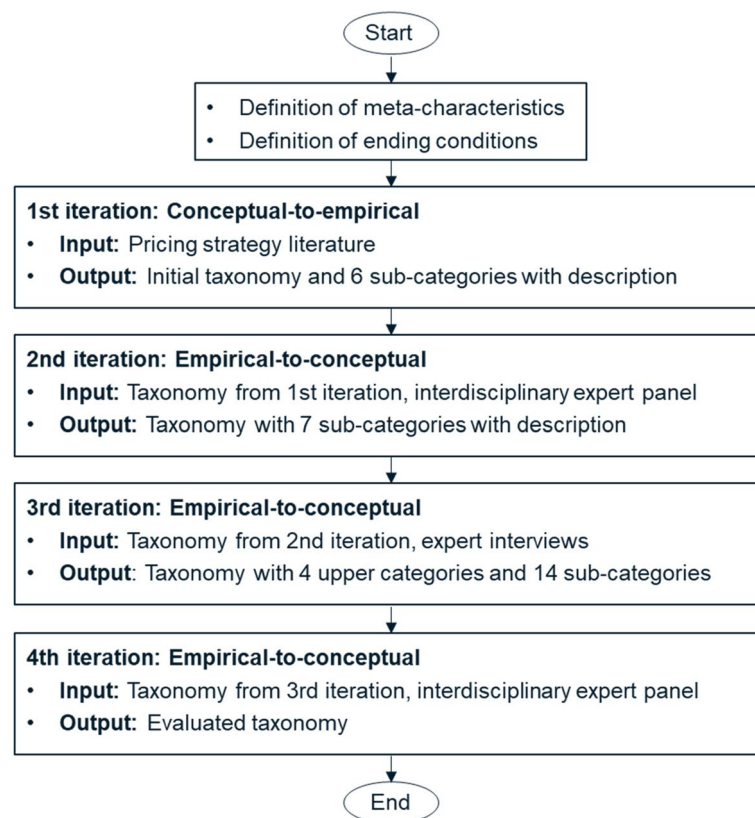 Start
• Definition of meta-characteristics
• Definition of ending conditions
1st iteration: Conceptual-to-empirical
• Input: Pricing strategy literature
• Output: Initial taxonomy and 6 sub-categories with description
2nd iteration: Empirical-to-conceptual
• Input: Taxonomy from 1st iteration, interdisciplinary expert panel
• Output: Taxonomy with 7 sub-categories with description
3rd iteration: Empirical-to-conceptual
• Input: Taxonomy from 2nd iteration, expert interviews
• Output: Taxonomy with 4 upper categories and 14 sub-categories
4th iteration: Empirical-to-conceptual
• Input: Taxonomy from 3rd iteration, interdisciplinary expert panel
• Output: Evaluated taxonomy
End